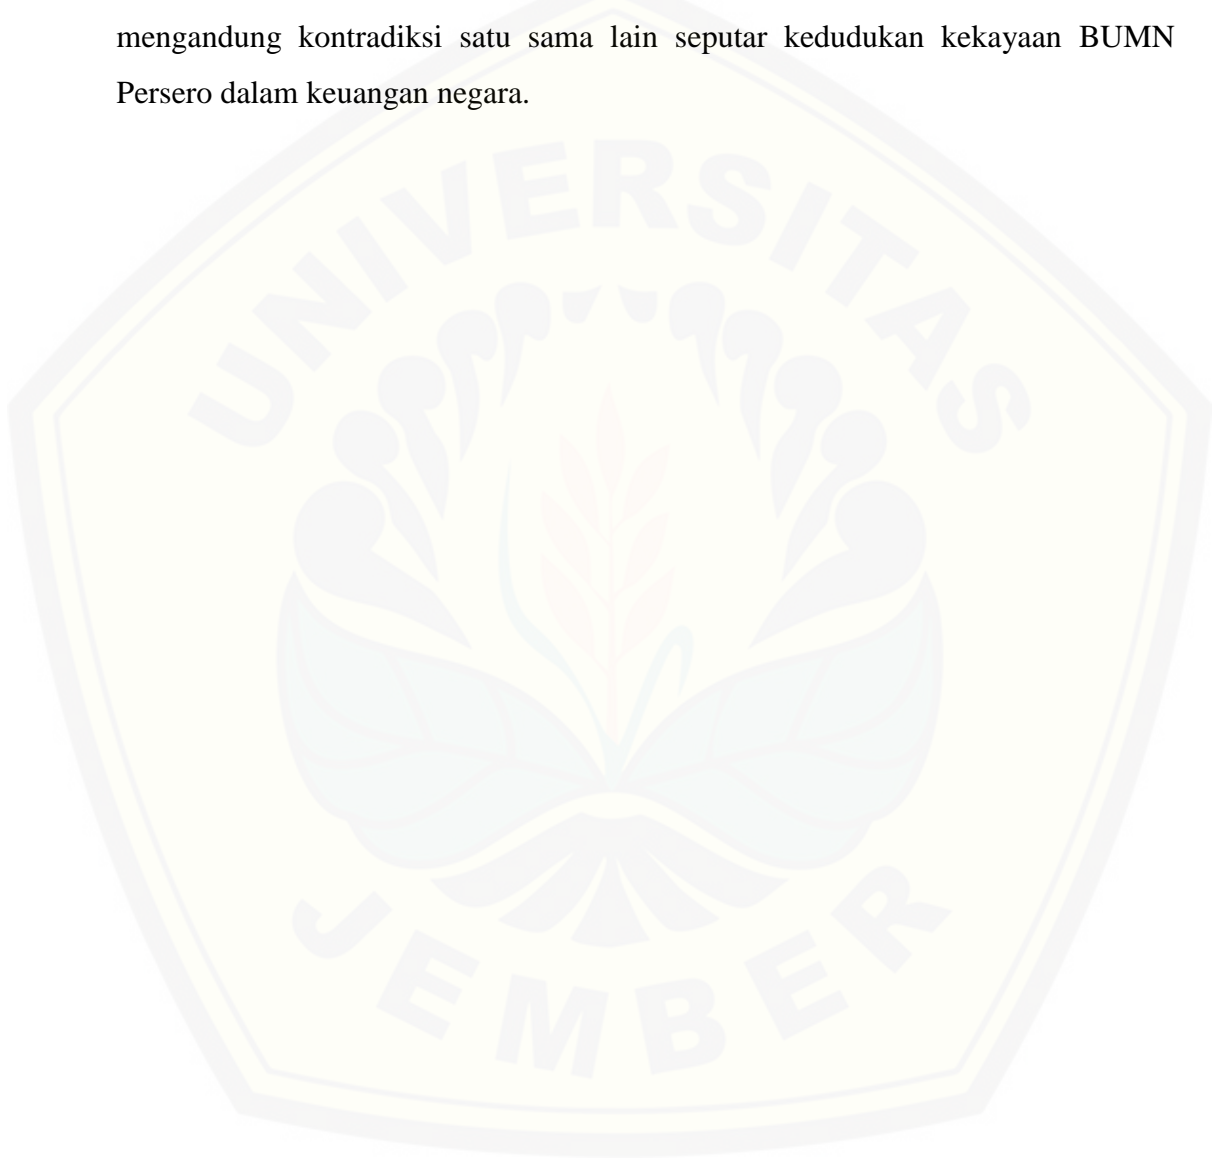 mengandung kontradiksi satu sama lain seputar kedudukan kekayaan BUMN
Persero dalam keuangan negara.
UNIVERSITAS
JEMBER